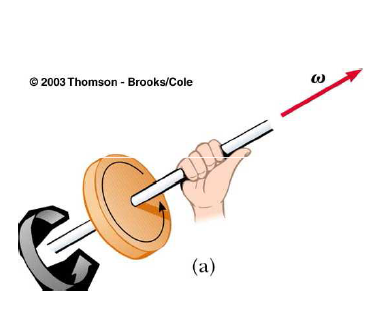 ω
© 2003 Thomson - Brooks/Cole
(a)